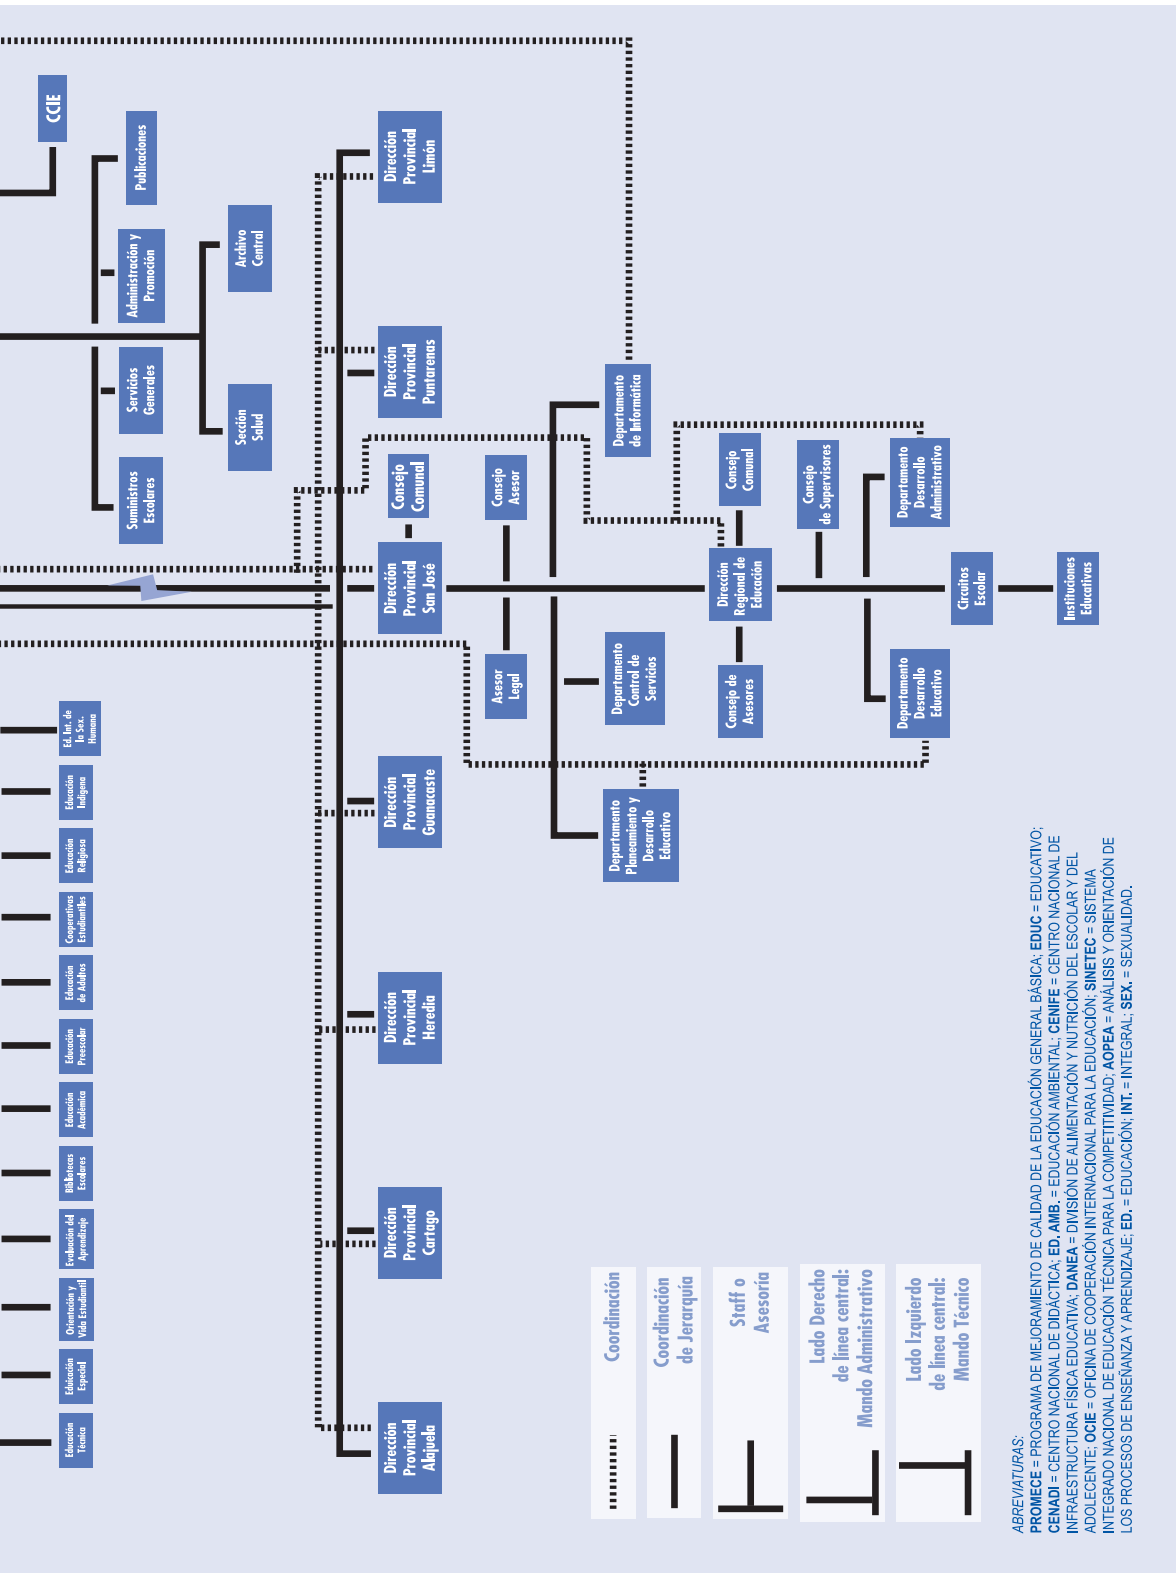 CCIE
Educación
Técnica
Eduicación
Especial
Orientación y
Vida Estudiantil
Evaluación del
Aprendizaje
Bibliotecas
Escolares
Educación
Académica
Educación
Preescolar
Educación
de Adultos
Cooperativas
Estudiantiles
Educación
Religiosa
Educación
Indígena
Ed. Int. de
la Sex.
Humana
Suministros
Escolares
Servicios
Generales
Administración y
Promoción
Publicaciones
Sección
Salud
Archivo
Central
Dirección
Provincial
Alajuela
Dirección
Provincial
Cartago
Dirección
Provincial
Heredia
Dirección
Provincial
Guanacaste
Dirección
Provincial
San José
Consejo
Comunal
Dirección
Provincial
Puntarenas
Dirección
Provincial
Limón
Asesor
Legal
Consejo
Asesor
Departamento
Planeamiento y
Desarrollo
Educativo
Departamento
Control de
Servicios
Departamento
de Informática
Consejo de
Asesores
Dirección
Regional de
Educación
Consejo
Comunal
Consejo
de Supervisores
Departamento
Desarrollo
Educativo
Departamento
Desarrollo
Administrativo
Circuitos
Escolar
Instituciones
Educativas
Coordinación
Coordinación
de Jerarquía
Staff o
Asesoría
Lado Derecho
de línea central:
Mando Administrativo
Lado Izquierdo
de línea central:
Mando Técnico
ABREVIATURAS:
PROMECE = PROGRAMA DE MEJORAMIENTO DE CALIDAD DE LA EDUCACIÓN GENERAL BÁSICA; EDUC = EDUCATIVO;
CENADI = CENTRO NACIONAL DE DIDÁCTICA; ED. AMB. = EDUCACIÓN AMBIENTAL; CENIFE = CENTRO NACIONAL DE
INFRAESTRUCTURA FÍSICA EDUCATIVA; DANEA = DIVISIÓN DE ALIMENTACIÓN Y NUTRICIÓN DEL ESCOLAR Y DEL
ADOLECENTE; OCIE = OFICINA DE COOPERACIÓN INTERNACIONAL PARA LA EDUCACIÓN; SINETEC = SISTEMA
INTEGRADO NACIONAL DE EDUCACIÓN TÉCNICA PARA LA COMPETITIVIDAD; AOPEA = ANÁLISIS Y ORIENTACIÓN DE
LOS PROCESOS DE ENSEÑANZA Y APRENDIZAJE; ED. = EDUCACIÓN; INT. = INTEGRAL; SEX. = SEXUALIDAD.